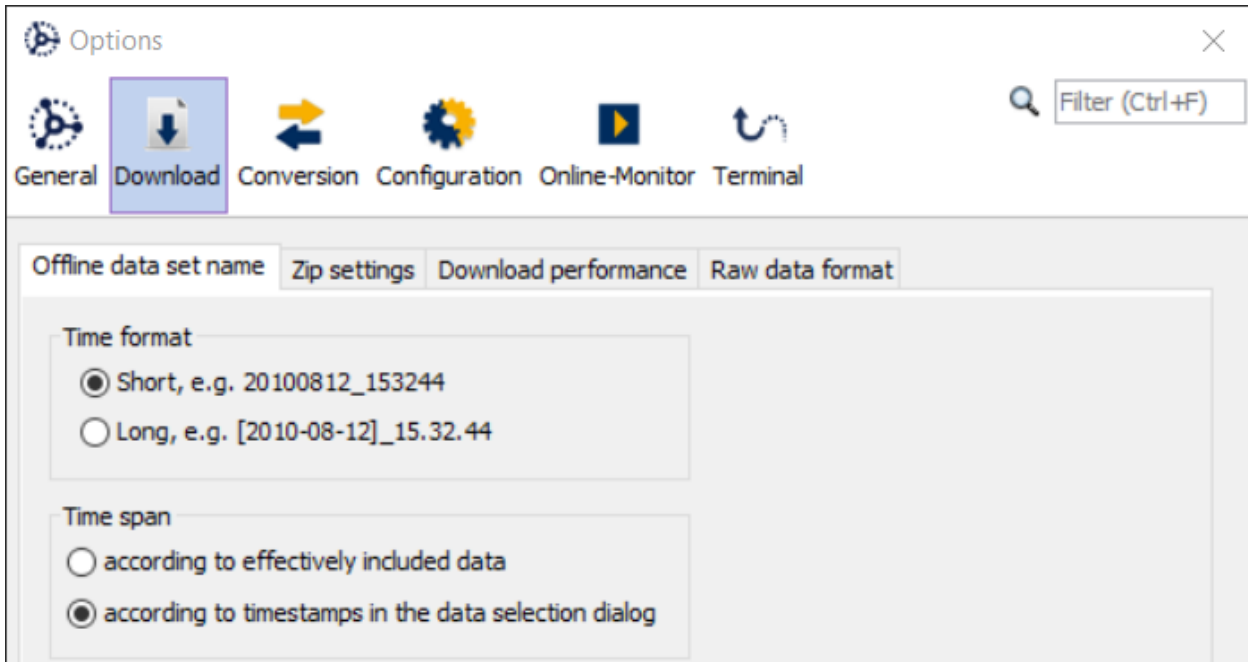 Options
Filter (Ctrl+F)
General Download Conversion Configuration Online-Monitor Terminal
Offline data set name Zip settings Download performance Raw data format
Time format
Short, e.g. 20100812_153244
Long, e.g. [2010-08-12]_15.32.44
Time span
according to effectively included data
according to timestamps in the data selection dialog